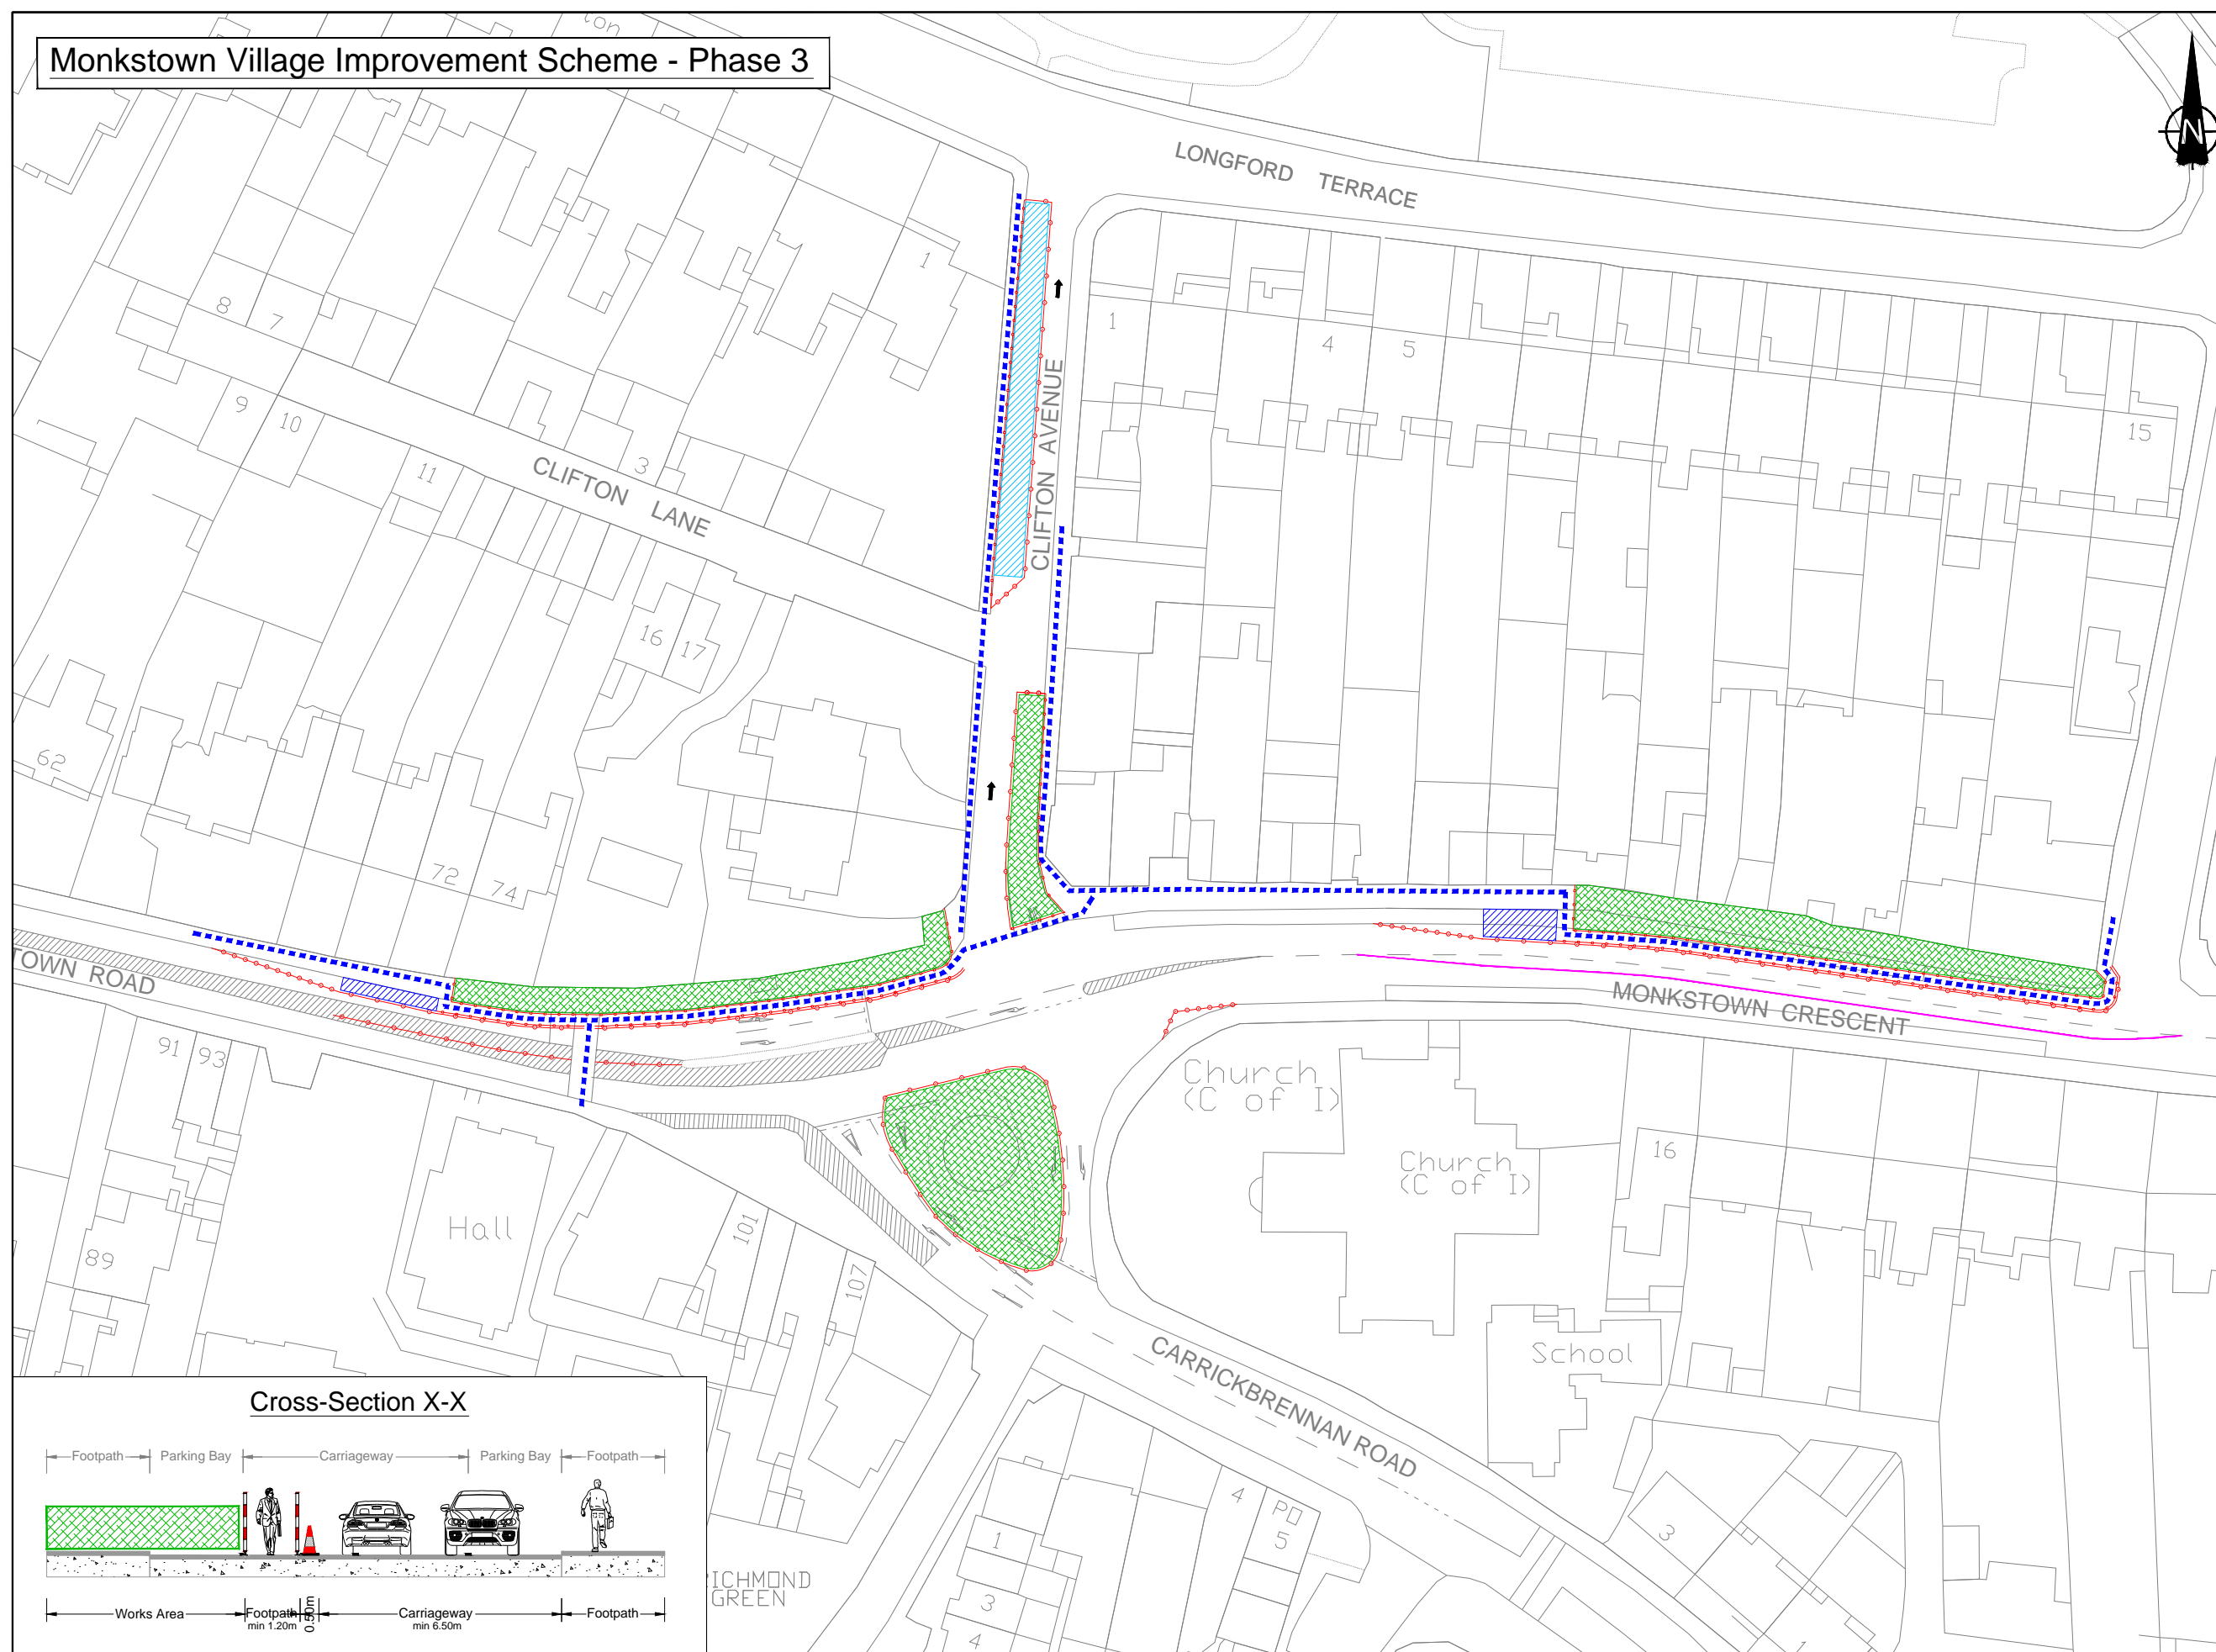 Monkstown Village Improvement Scheme - Phase 3
N
LONGFORD TERRACE
1
8
7
1
4
5
15
9
10
11
3
CLIFTON LANE
CLIFTON AVENUE
16
17
62
72
74
TOWN ROAD
MONKSTOWN CRESCENT
91
93
Church
(C of I)
Church
(C of I)
16
Hall
101
89
107
School
CARRICKBRENNAN ROAD
4
PO
5
1
3
3
4
GREEN
Cross-Section X-X
Footpath
Parking Bay
Carriageway
Parking Bay
Footpath
Works Area
Footpath
min 1.20m
0.50m
Carriageway
min 6.50m
Footpath